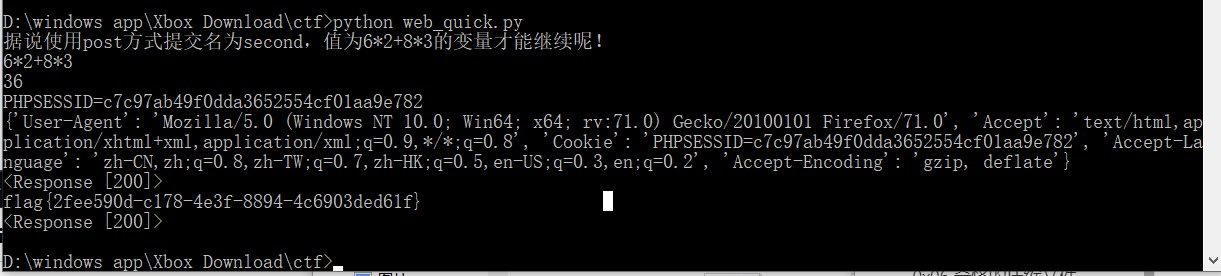 D:\windows app\Xbox Download\ctf>python web_quick.py
据说使用post方式提交名为second，值为6*2+8*3的变量才能继续呢！
6*2+8*3
36
PHPSESSID=c7c97ab49f0dda3652554cf01aa9e782
{'User-Agent': 'Mozilla/5.0 (Windows NT 10.0; Win64; x64; rv:71.0) Gecko/20100101 Firefox/71.0', 'Accept': 'text/html,ap
plication/xhtml+xml,application/xml;q=0.9,*/*;q=0.8', 'Cookie': 'PHPSESSID=c7c97ab49f0dda3652554cf01aa9e782', 'Accept-La
nguage': 'zh-CN,zh;q=0.8,zh-TW;q=0.7,zh-HK;q=0.5,en-US;q=0.3,en;q=0.2', 'Accept-Encoding': 'gzip, deflate'}
<Response [200]>
flag{2fee590d-c178-4e3f-8894-4c6903ded61f}
<Response [200]>
D:\windows app\Xbox Download\ctf>